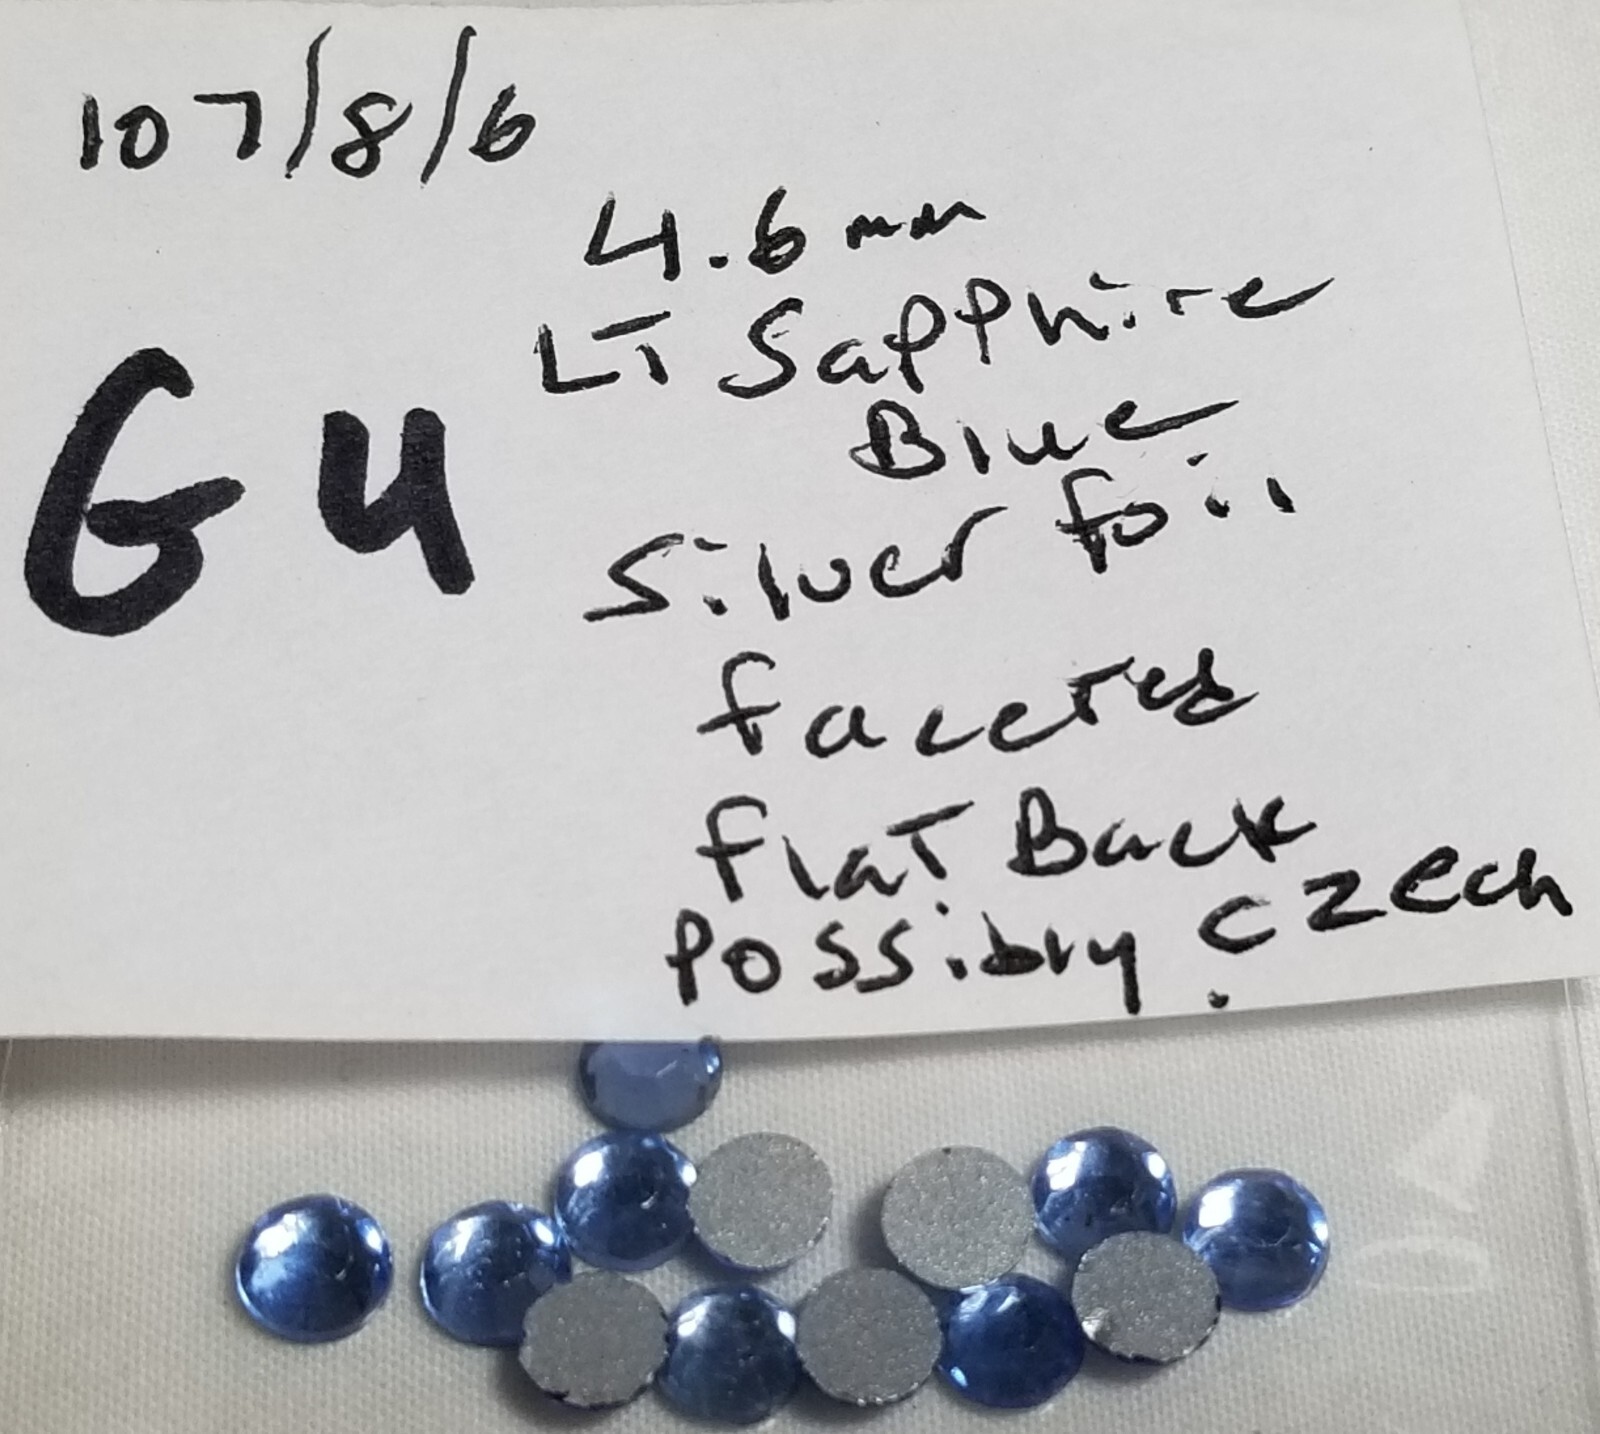 107/8/6
4.6mm
LT Sapphire
Blue
G4
Silver foil
faceted
flat Back
Possibly Czech